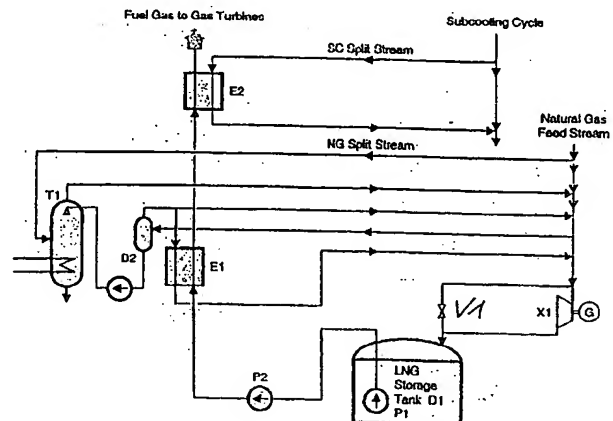 Fuel Gas to Gas Turbines
Subcooling Cycle
SC Split Stream
E2
Natural Gas
Feed Stream
NG Split Stream
T1
D2
E1
V1
X1
G
P2
LNG
Storage
Tank D1
P1